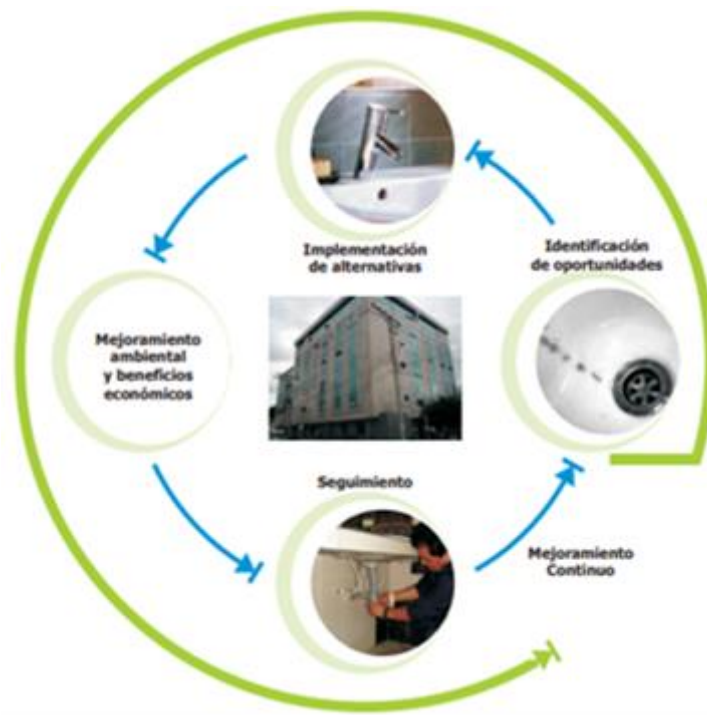 Implementación
de alternativas
Identificación
de oportunidades
Mejoramiento
ambiental
y beneficios
económicos
Seguimiento
Mejoramiento
Continuo